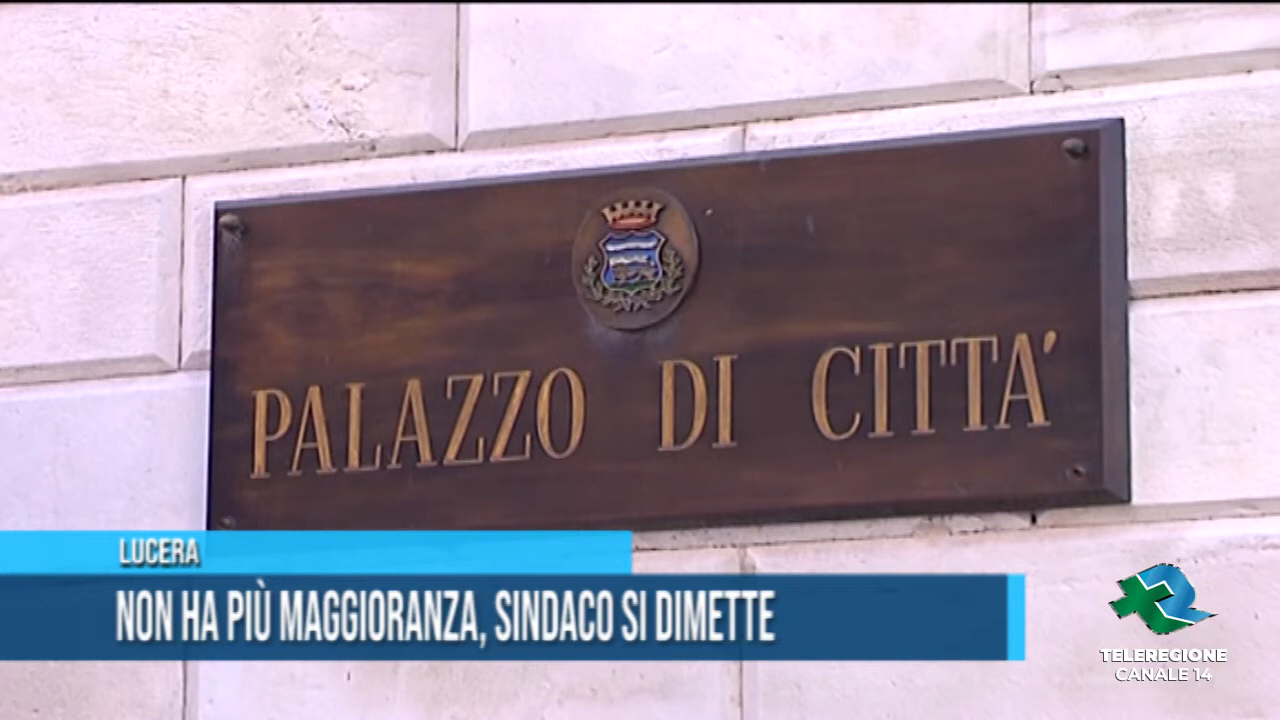 PALAZZO DI CITTA'
LUCERA
NON HA PIÙ MAGGIORANZA, SINDACO SI DIMETTE
TELEREGIONE
CANALE 14